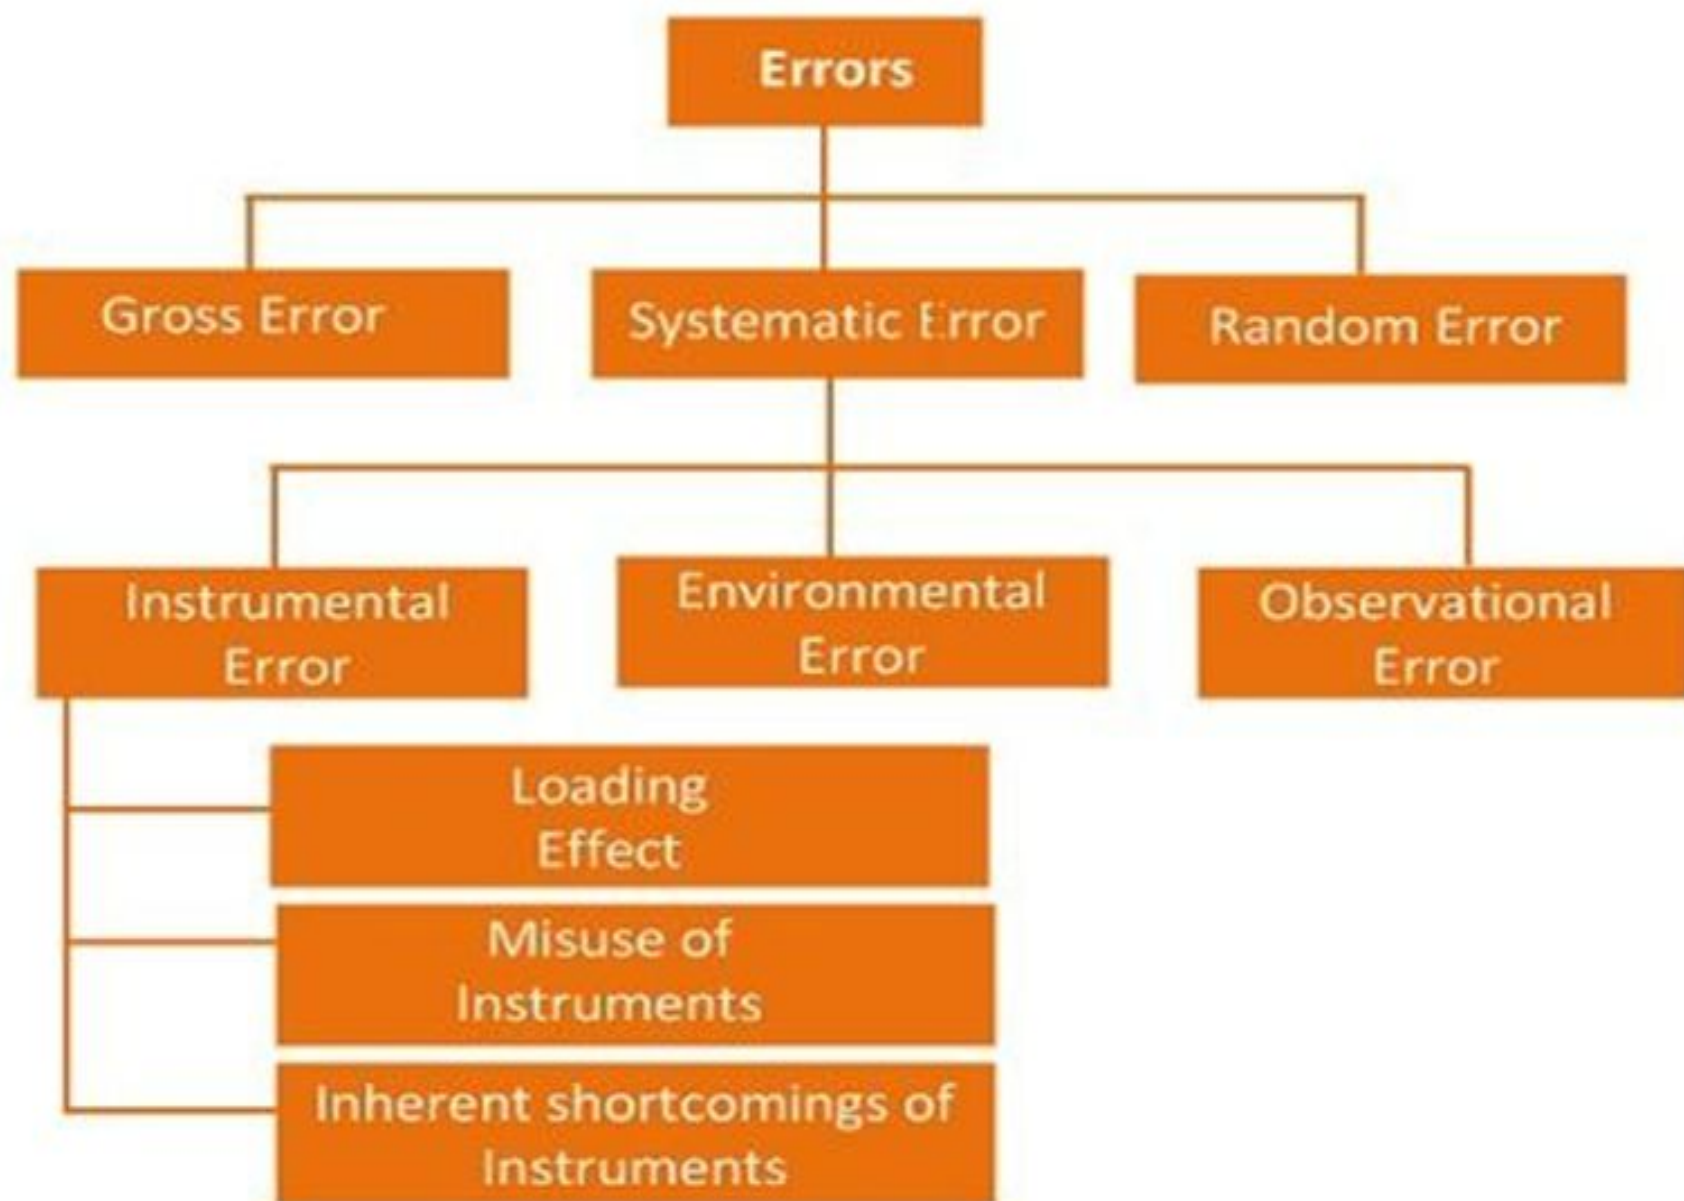 Errors
Gross Error
Systematic Error
Random Error
Instrumental
Error
Environmental
Error
Observational
Error
Loading
Effect
Misuse of
Instruments
Inherent shortcomings of
Instruments